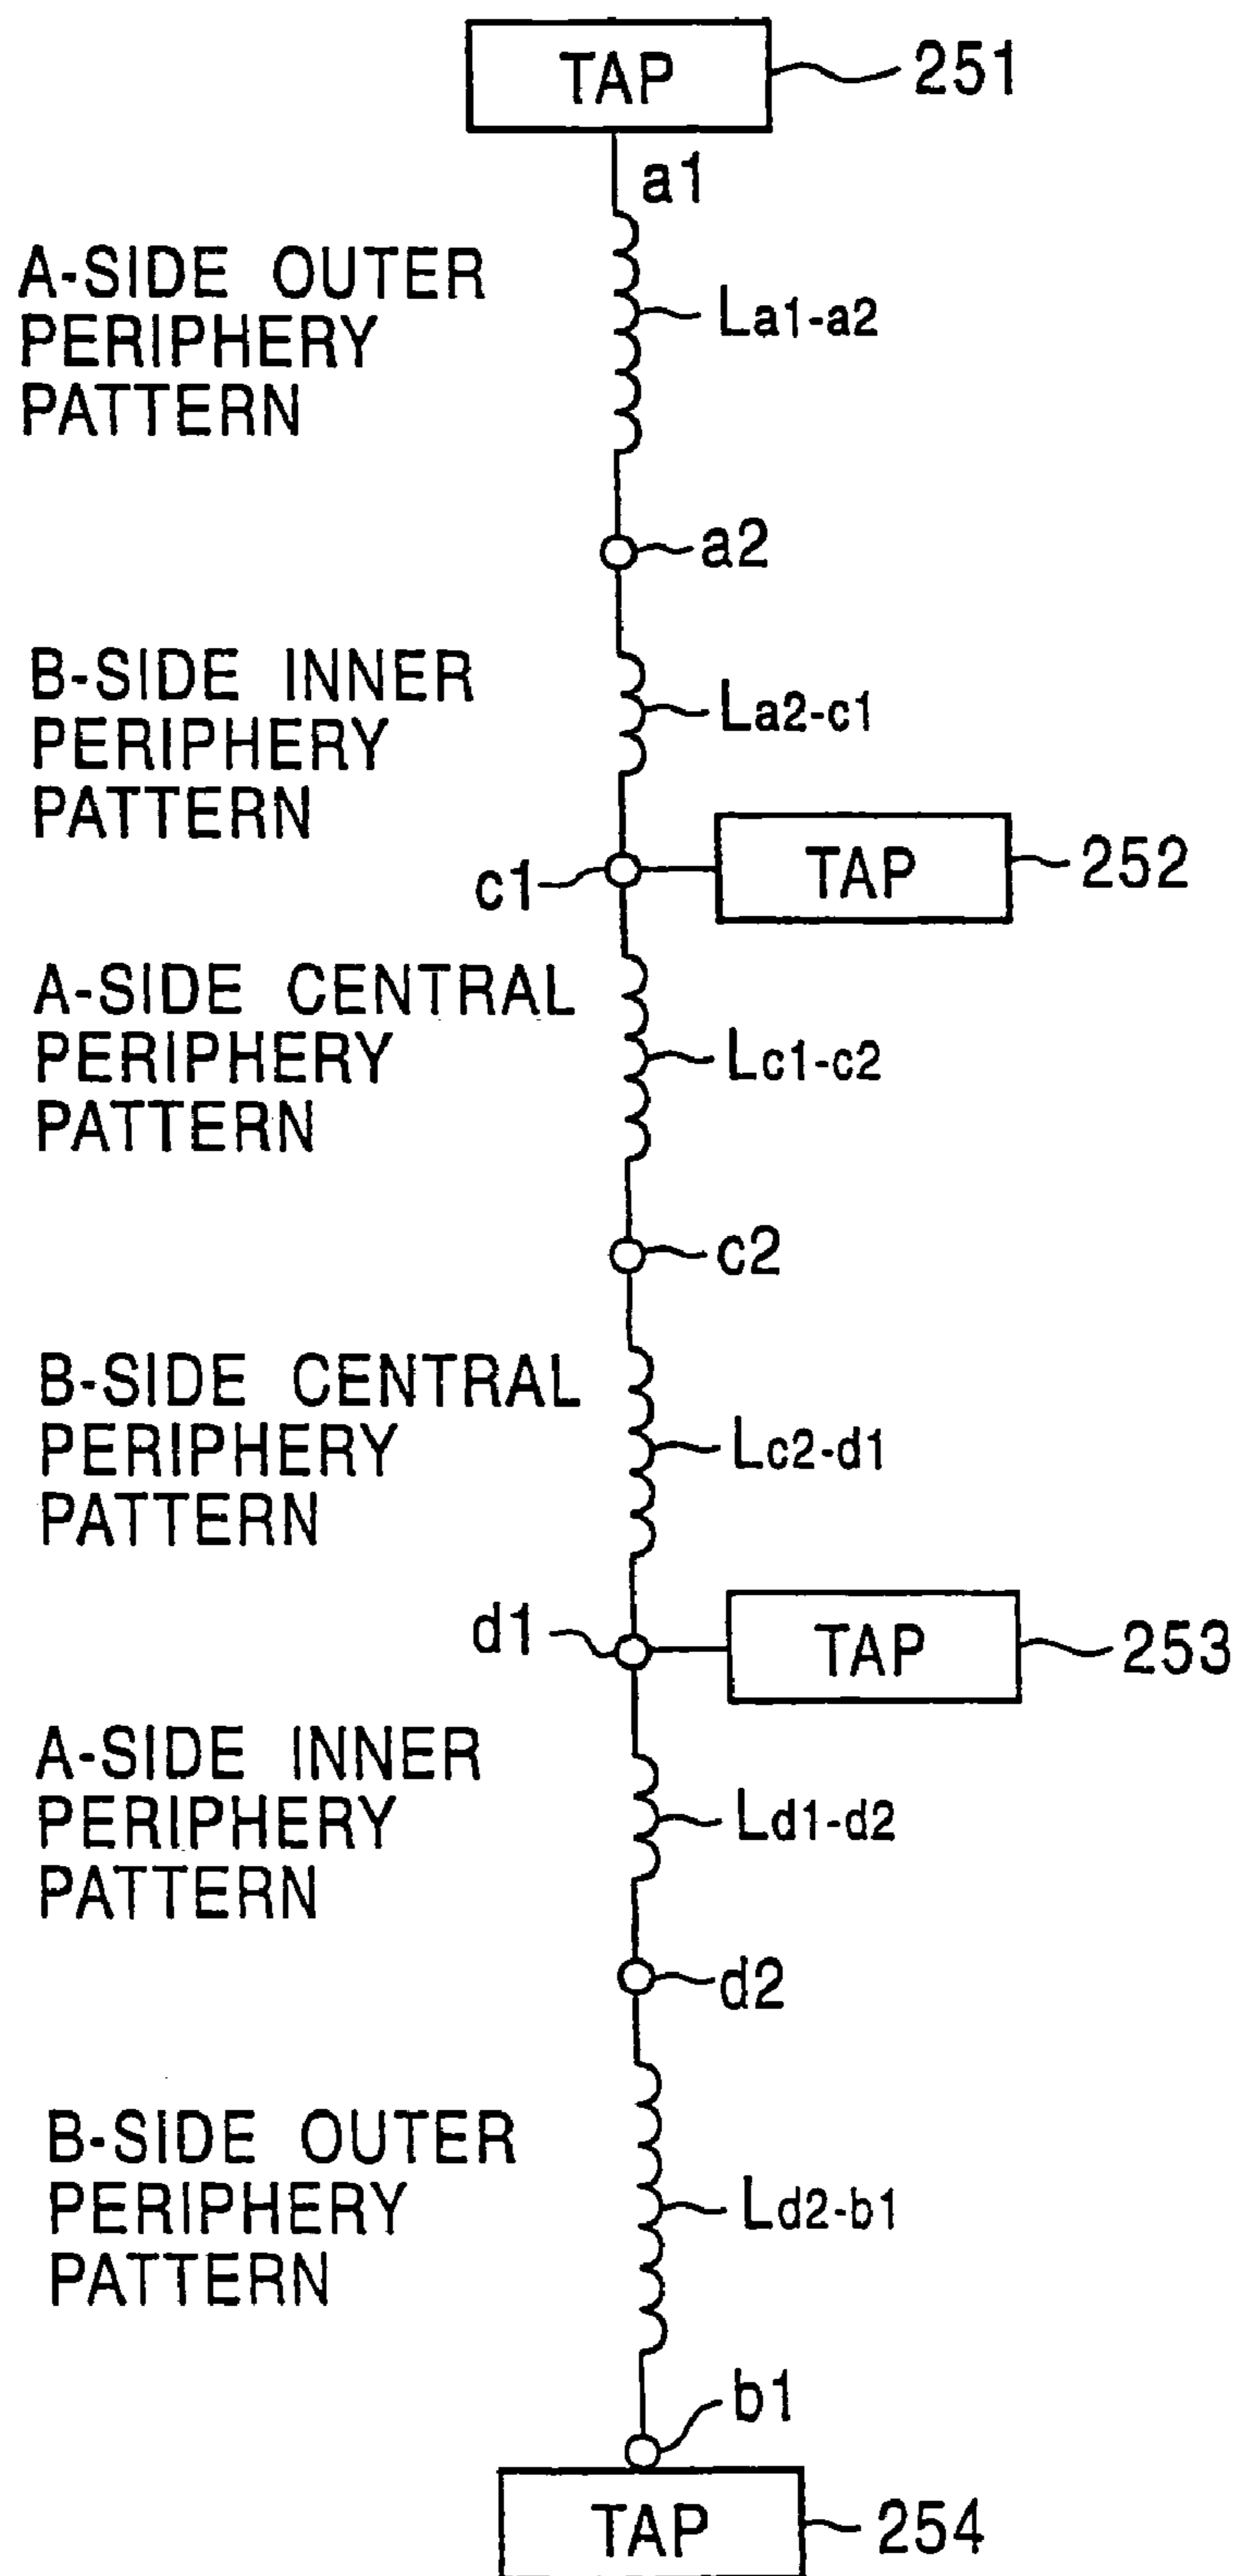 TAP
251
a1
A-SIDE OUTER
PERIPHERY
PATTERN
La1-a2
a2
B-SIDE INNER
PERIPHERY
PATTERN
La2-c1
c1
TAP
252
A-SIDE CENTRAL
PERIPHERY
PATTERN
Lc1-c2
c2
B-SIDE CENTRAL
PERIPHERY
PATTERN
Lc2-d1
d1
TAP
253
A-SIDE INNER
PERIPHERY
PATTERN
Ld1-d2
d2
B-SIDE OUTER
PERIPHERY
PATTERN
Ld2-b1
b1
TAP
254